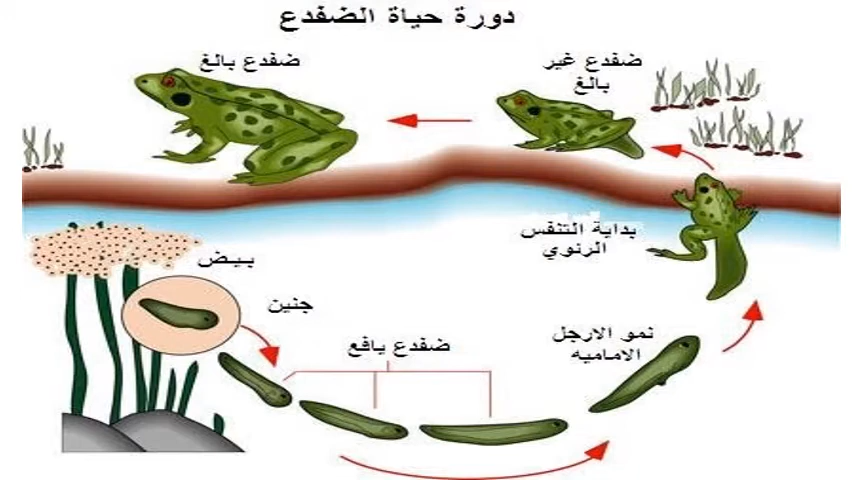 دورة حياة الضفدع
ضفدع بالغ
ضفدع غير
بالغ
بداية التنفس
الرئوي
بيض
جنين
ضفدع يافع
نمو الارجل
الاماميه